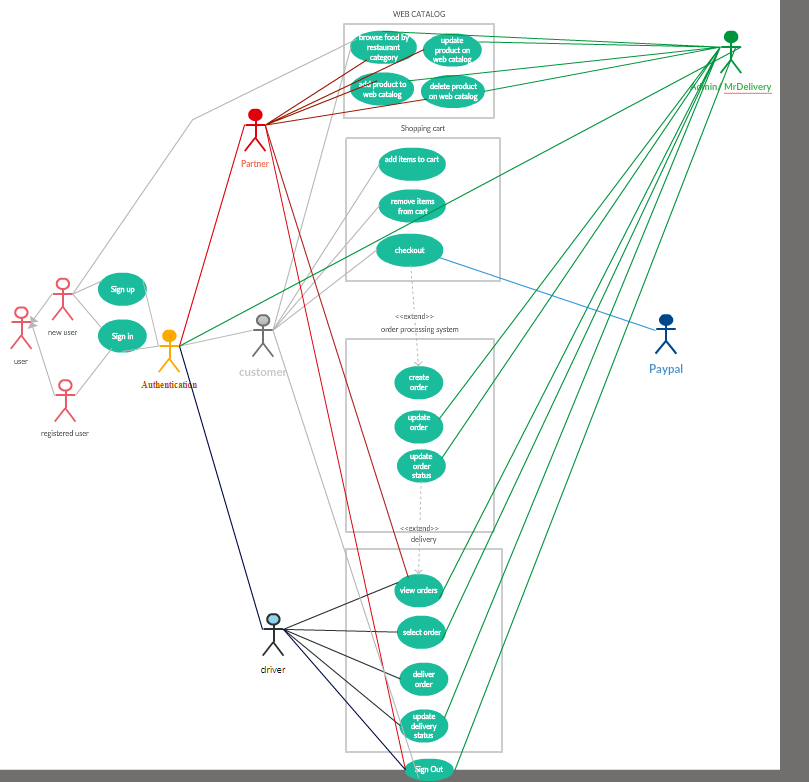 WEB CATALOG
browse food by
restaurant
category
update
product on
web catalog
add product to
web catalog
delete product
on web catalog
Admin/ MrDelivery
Partner
Shopping cart
add items to cart
remove items
from cart
checkout
Sign up
new user
user
Sign in
Authentication
registered user
customer
<<extend>>
order processing system
Paypal
create
order
update
order
update
order
status
<<extend>>
delivery
view orders
select order
driver
deliver
order
update
delivery
status
Sign Out